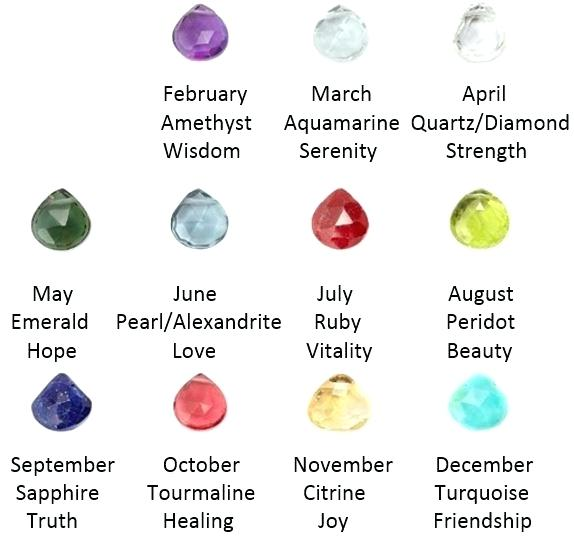 February
Amethyst
Wisdom
March
Aquamarine
Serenity
April
Quartz/Diamond
Strength
May
Emerald
Hope
June
Pearl/Alexandrite
Love
July
Ruby
Vitality
August
Peridot
Beauty
September
Sapphire
Truth
October
Tourmaline
Healing
November
Citrine
Joy
December
Turquoise
Friendship